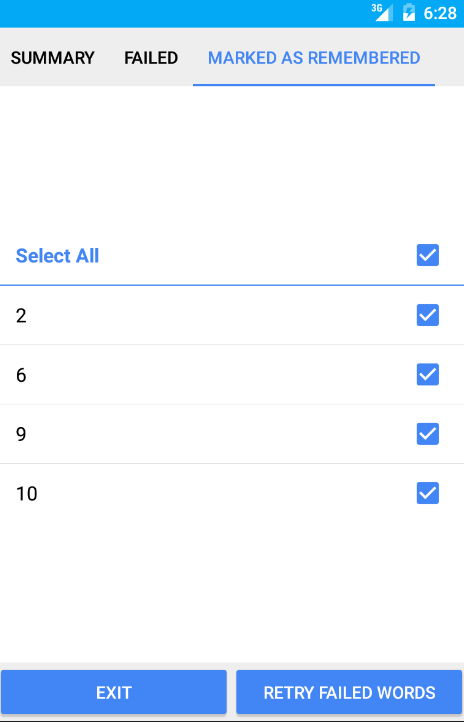 3G 6:28
SUMMARY FAILED MARKED AS REMEMBERED
Select All
2
6
9
10
EXIT RETRY FAILED WORDS